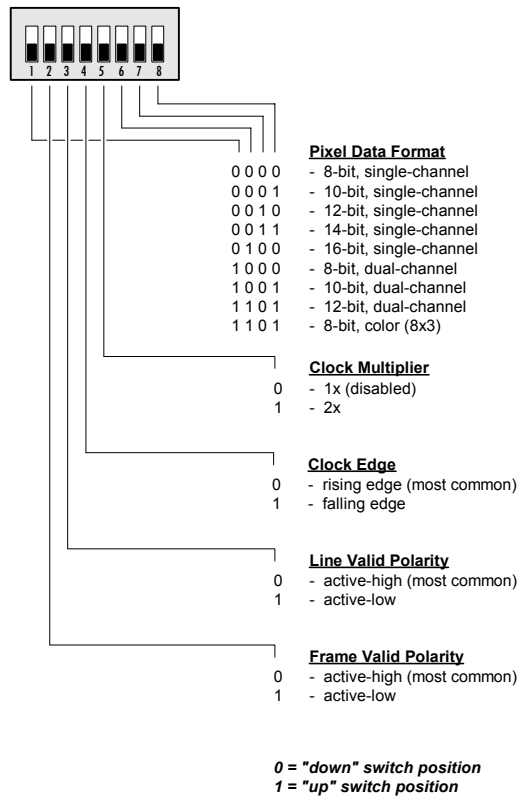 1 2 3 4 5 6 7 8
Pixel Data Format
0 0 0 0 - 8-bit, single-channel
0 0 0 1 - 10-bit, single-channel
0 0 1 0 - 12-bit, single-channel
0 0 1 1 - 14-bit, single-channel
0 1 0 0 - 16-bit, single-channel
1 0 0 0 - 8-bit, dual-channel
1 0 0 1 - 10-bit, dual-channel
1 1 0 1 - 12-bit, dual-channel
1 1 0 1 - 8-bit, color (8x3)
Clock Multiplier
0 - 1x (disabled)
1 - 2x
Clock Edge
0 - rising edge (most common)
1 - falling edge
Line Valid Polarity
0 - active-high (most common)
1 - active-low
Frame Valid Polarity
0 - active-high (most common)
1 - active-low
0 = "down" switch position
1 = "up" switch position